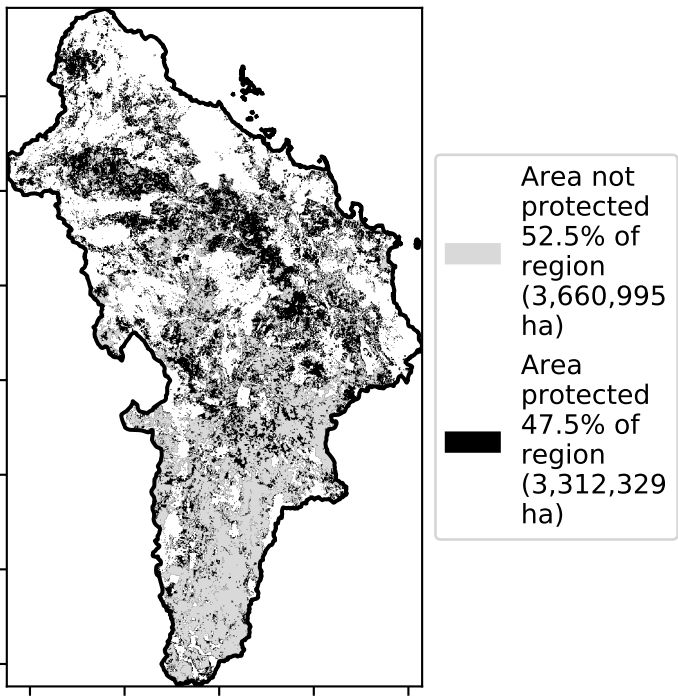 Area not
protected
52.5% of
region
(3,660,995
ha)
Area
protected
47.5% of
region
(3,312,329
ha)